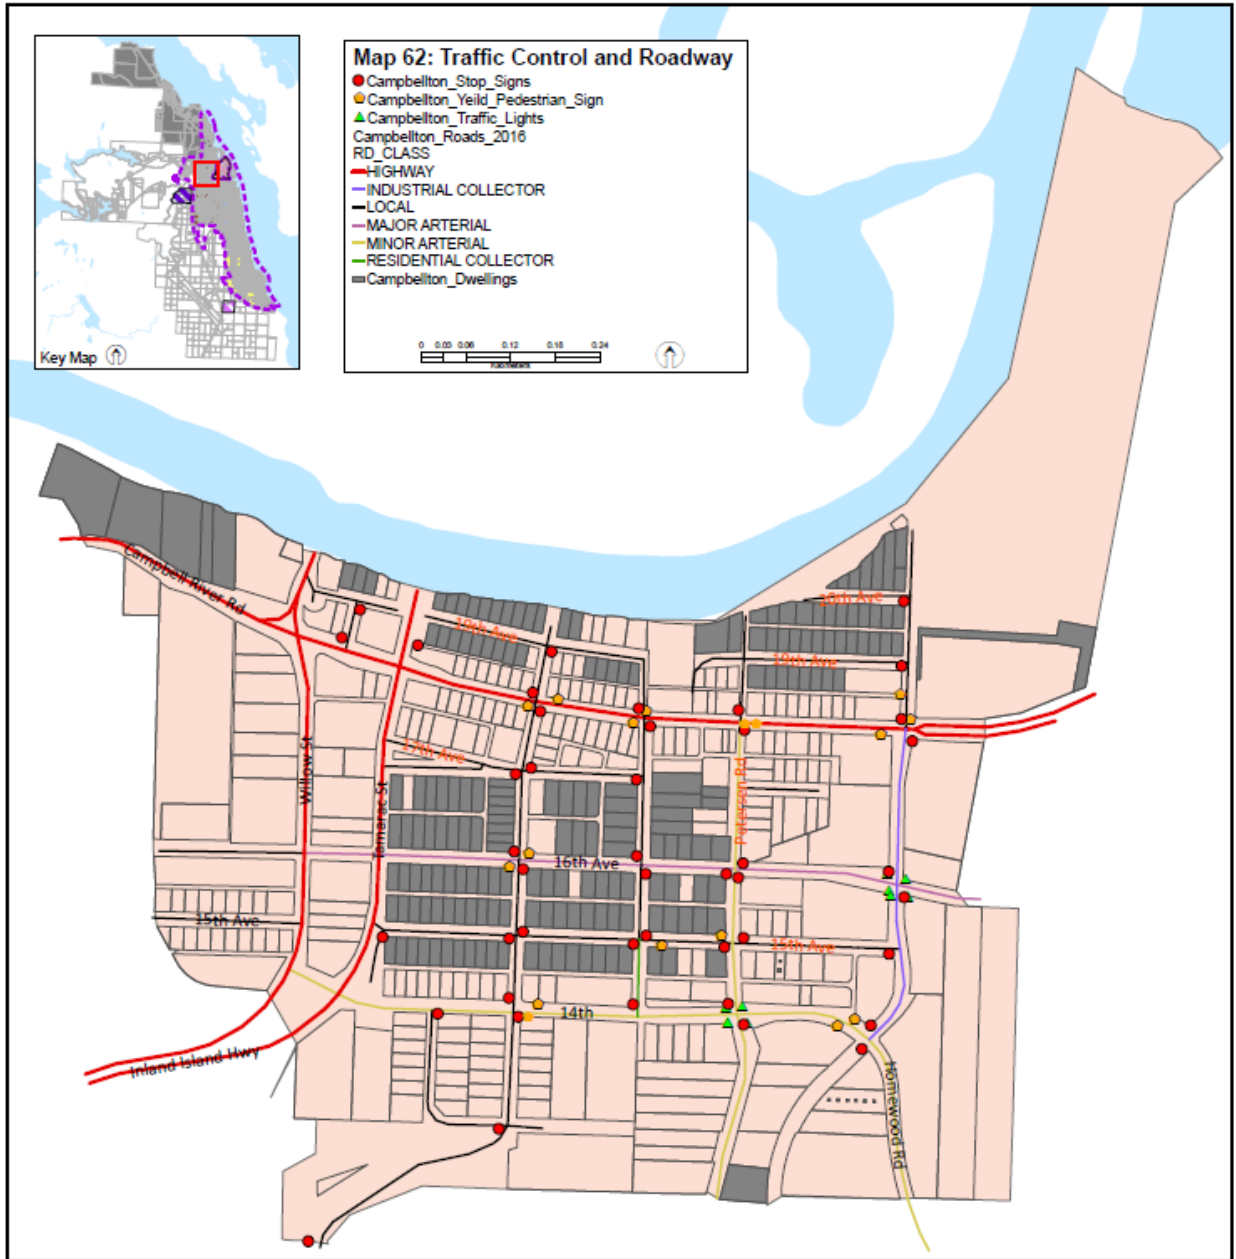 Map 62: Traffic Control and Roadway
Campbellton_Stop_Signs
Campbellton_Yeild_Pedestrian_Sign
Campbellton_Traffic_Lights
Campbellton_Roads_2016
RD_CLASS
HIGHWAY
INDUSTRIAL COLLECTOR
LOCAL
MAJOR ARTERIAL
MINOR ARTERIAL
RESIDENTIAL COLLECTOR
Campbellton_Dwellings
0 0.03 0.06 0.12 0.18 0.24
Kilometers
Key Map
Campbell River Rd
20th Ave
19th Ave
19th Ave
17th Ave
Willow St
Tamarac St
Petersen Rd
16th Ave
15th Ave
15th Ave
14th
Inland Island Hwy
Homewood Rd